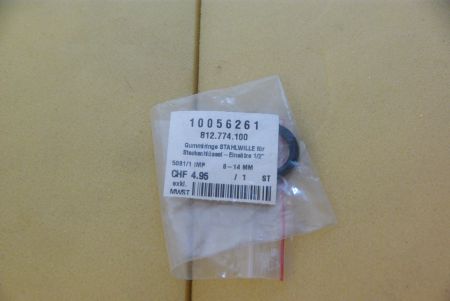 10056261
812.774.100
Gummiringe STAHLWILLE für
Steckschlüssel-Einsätze 1/2"
5081/1 IMP 8-14 MM
CHF 4.95 / 1 ST
exkl.
MWST